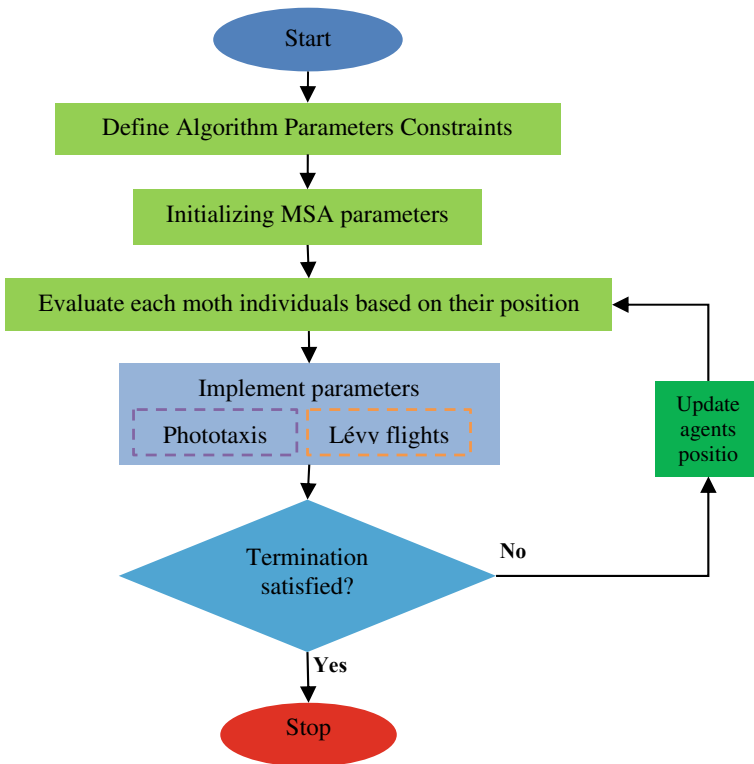 Start
Define Algorithm Parameters Constraints
Initializing MSA parameters
Evaluate each moth individuals based on their position
Implement parameters
Phototaxis
Lévv flights
Update
agents
positio
Termination
satisfied?
No
Yes
Stop